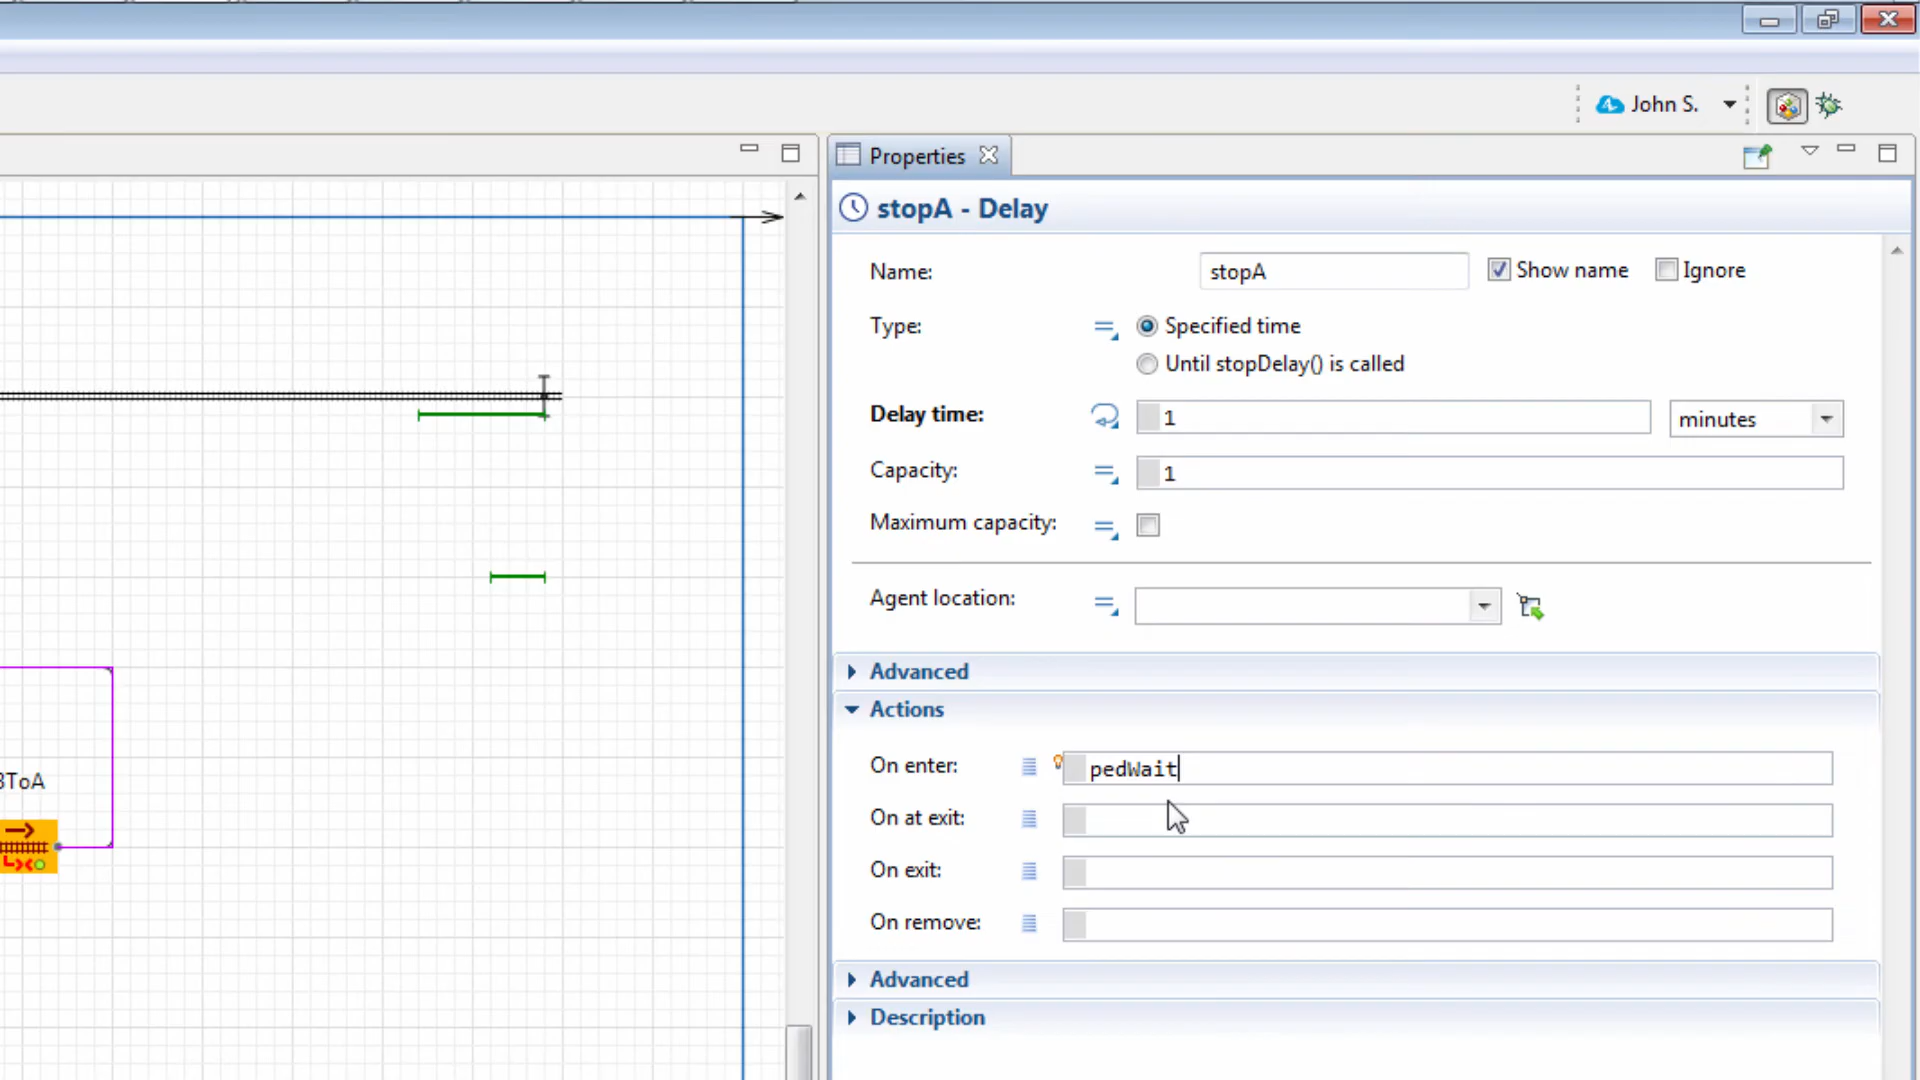 John S.
Properties
stopA - Delay
Name:
stopA
Show name
Ignore
Type:
Specified time
Until stopDelay() is called
Delay time:
1
minutes
Capacity:
1
Maximum capacity:
Agent location:
Advanced
Actions
On enter:
pedWait
On at exit:
On exit:
On remove:
Advanced
Description
ToA